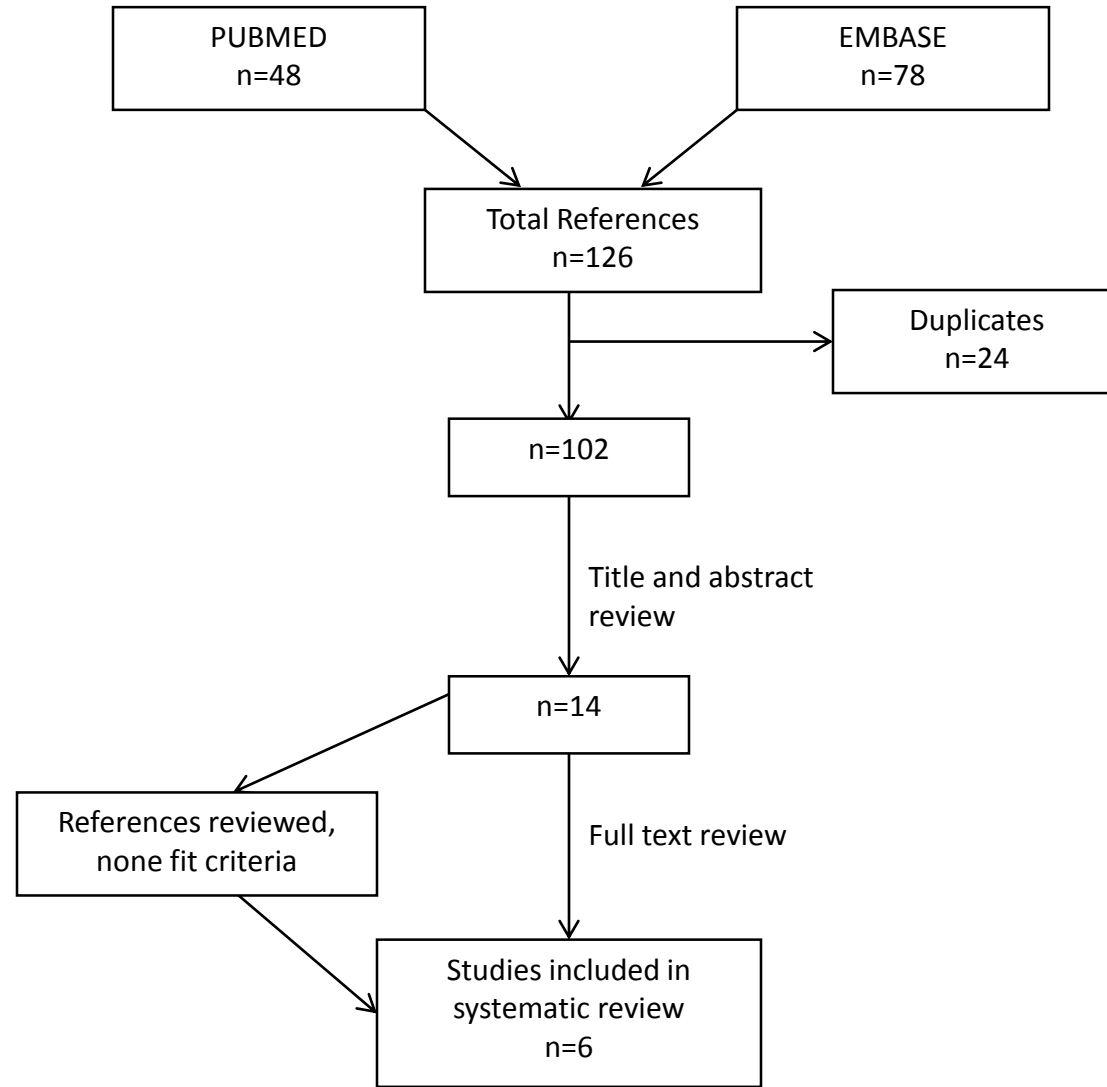 PUBMED
n=48
EMBASE
n=78
Total References
n=126
Duplicates
n=24
n=102
Title and abstract
review
n=14
References reviewed,
none fit criteria
Full text review
Studies included in
systematic review
n=6